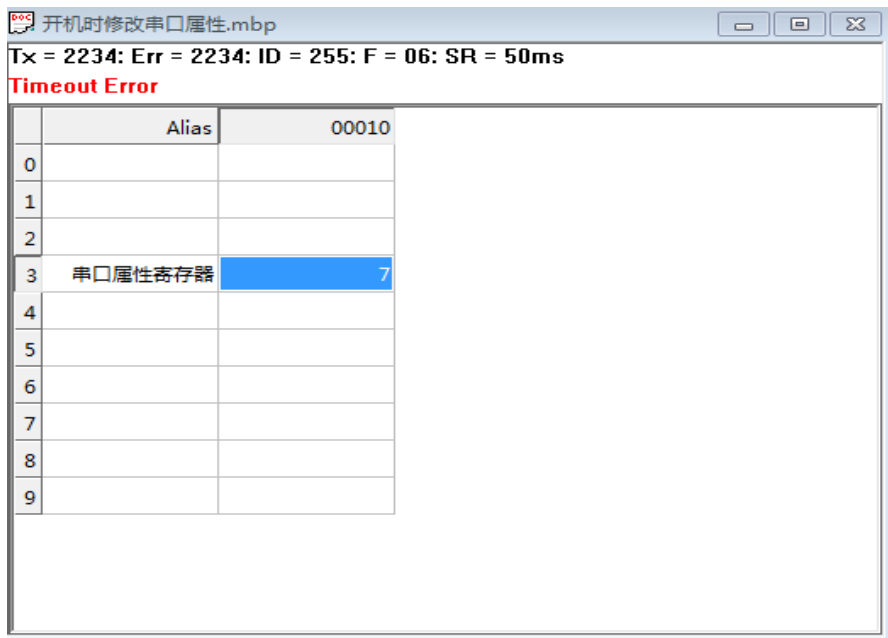 开机时修改串口属性.mbp
Tx = 2234: Err = 2234: ID = 255: F = 06: SR = 50ms
Timeout Error
Alias 00010
0
1
2
3 串口属性寄存器 7
4
5
6
7
8
9